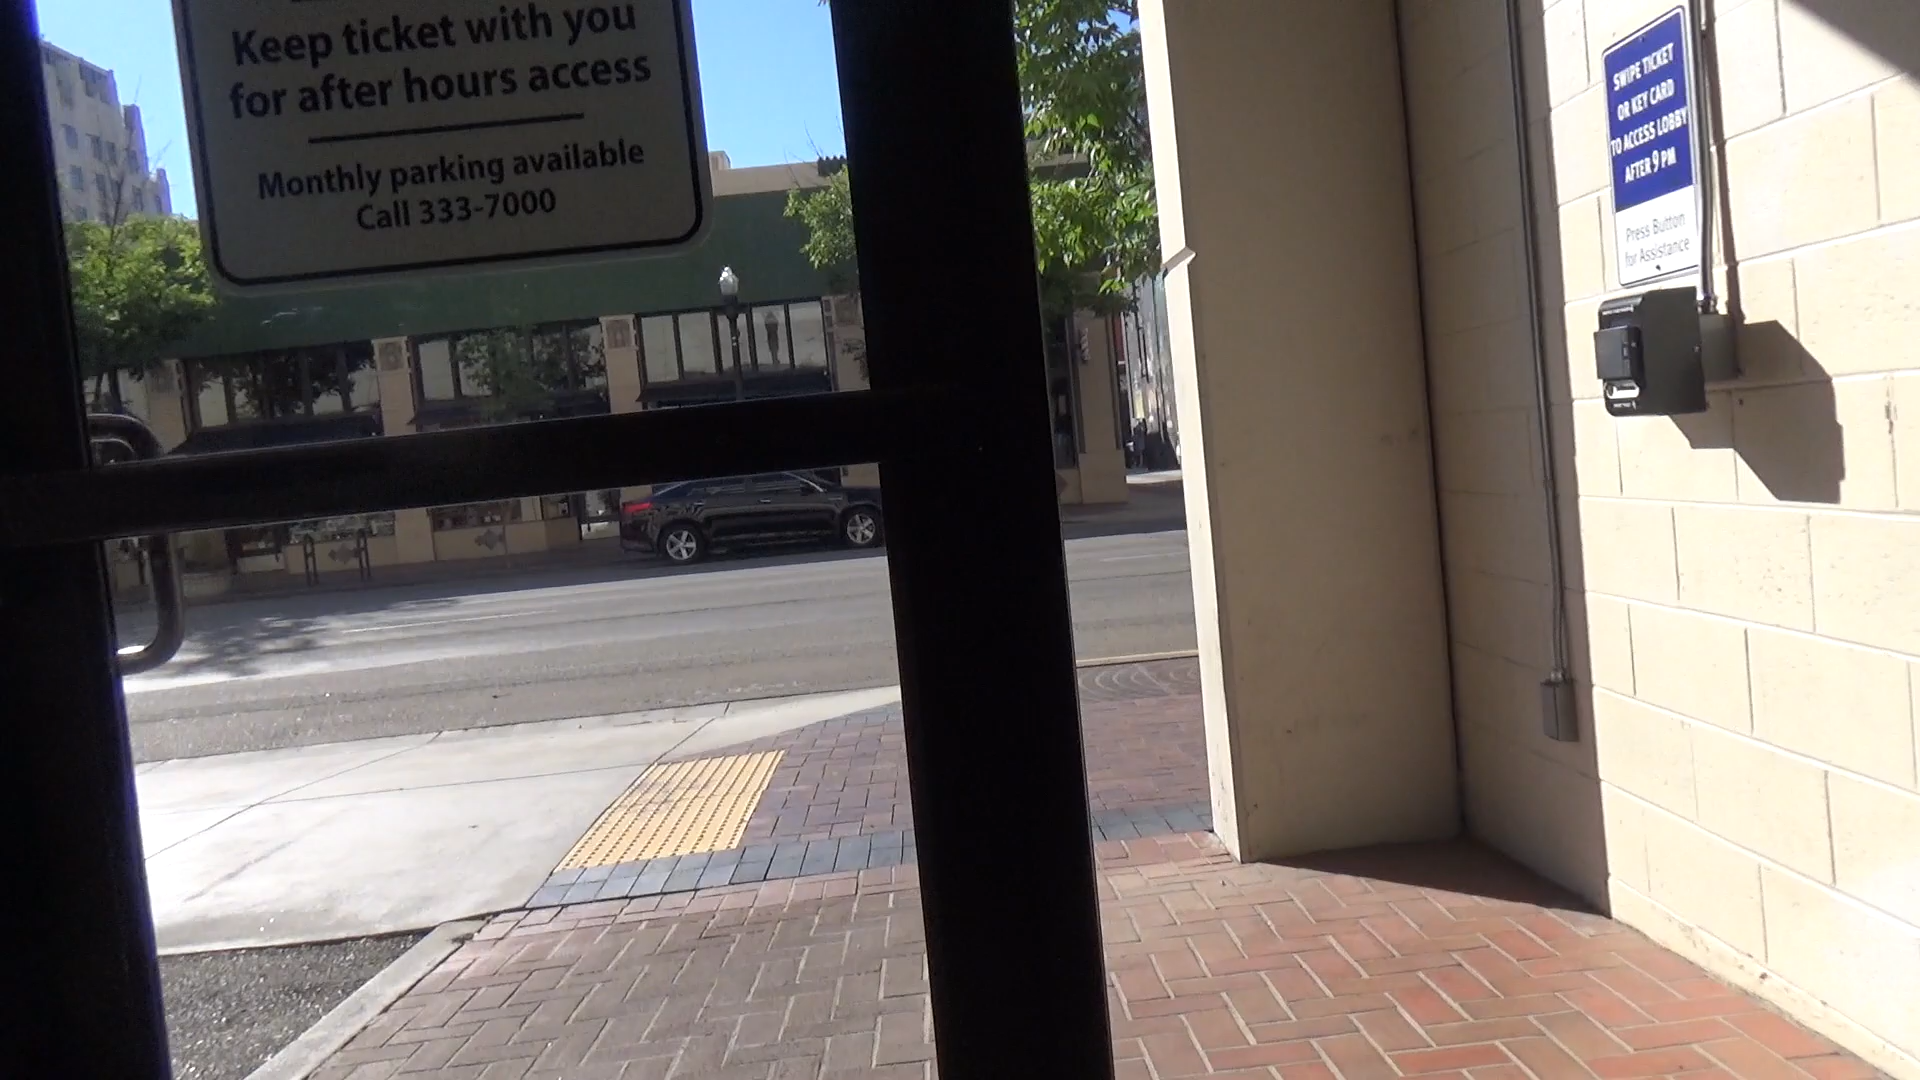 Keep ticket with you
for after hours access
Monthly parking available
Call 333-7000
SWIPE TICKET
OR KEY CARD
TO ACCESS LOBBY
AFTER 9 PM
Press Button
for Assistance